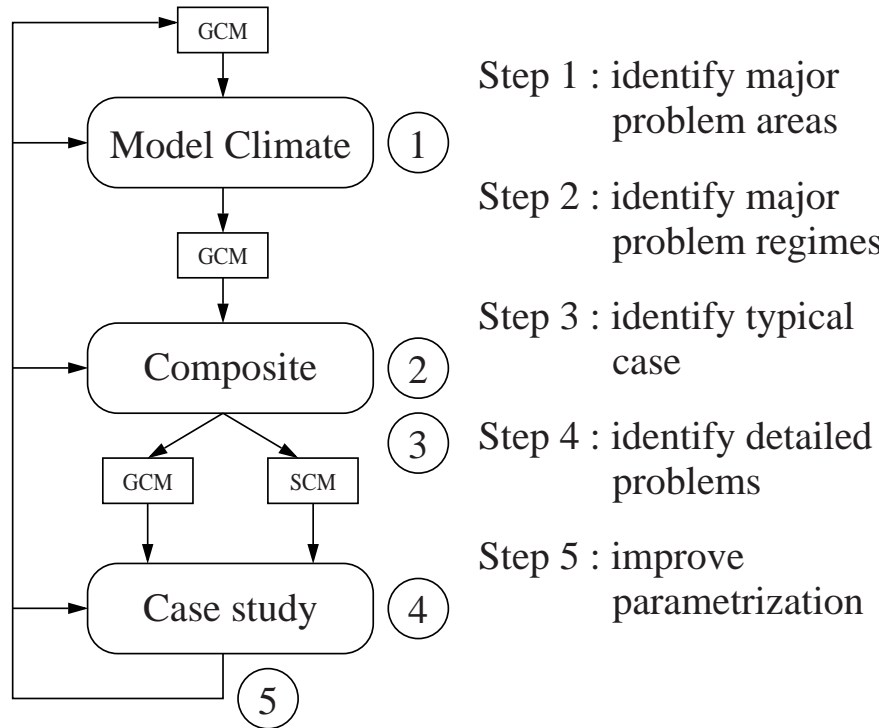 GCM
Model Climate
1
GCM
Composite
2
3
GCM
SCM
Case study
4
5
Step 1 : identify major
problem areas
Step 2 : identify major
problem regimes
Step 3 : identify typical
case
Step 4 : identify detailed
problems
Step 5 : improve
parametrization